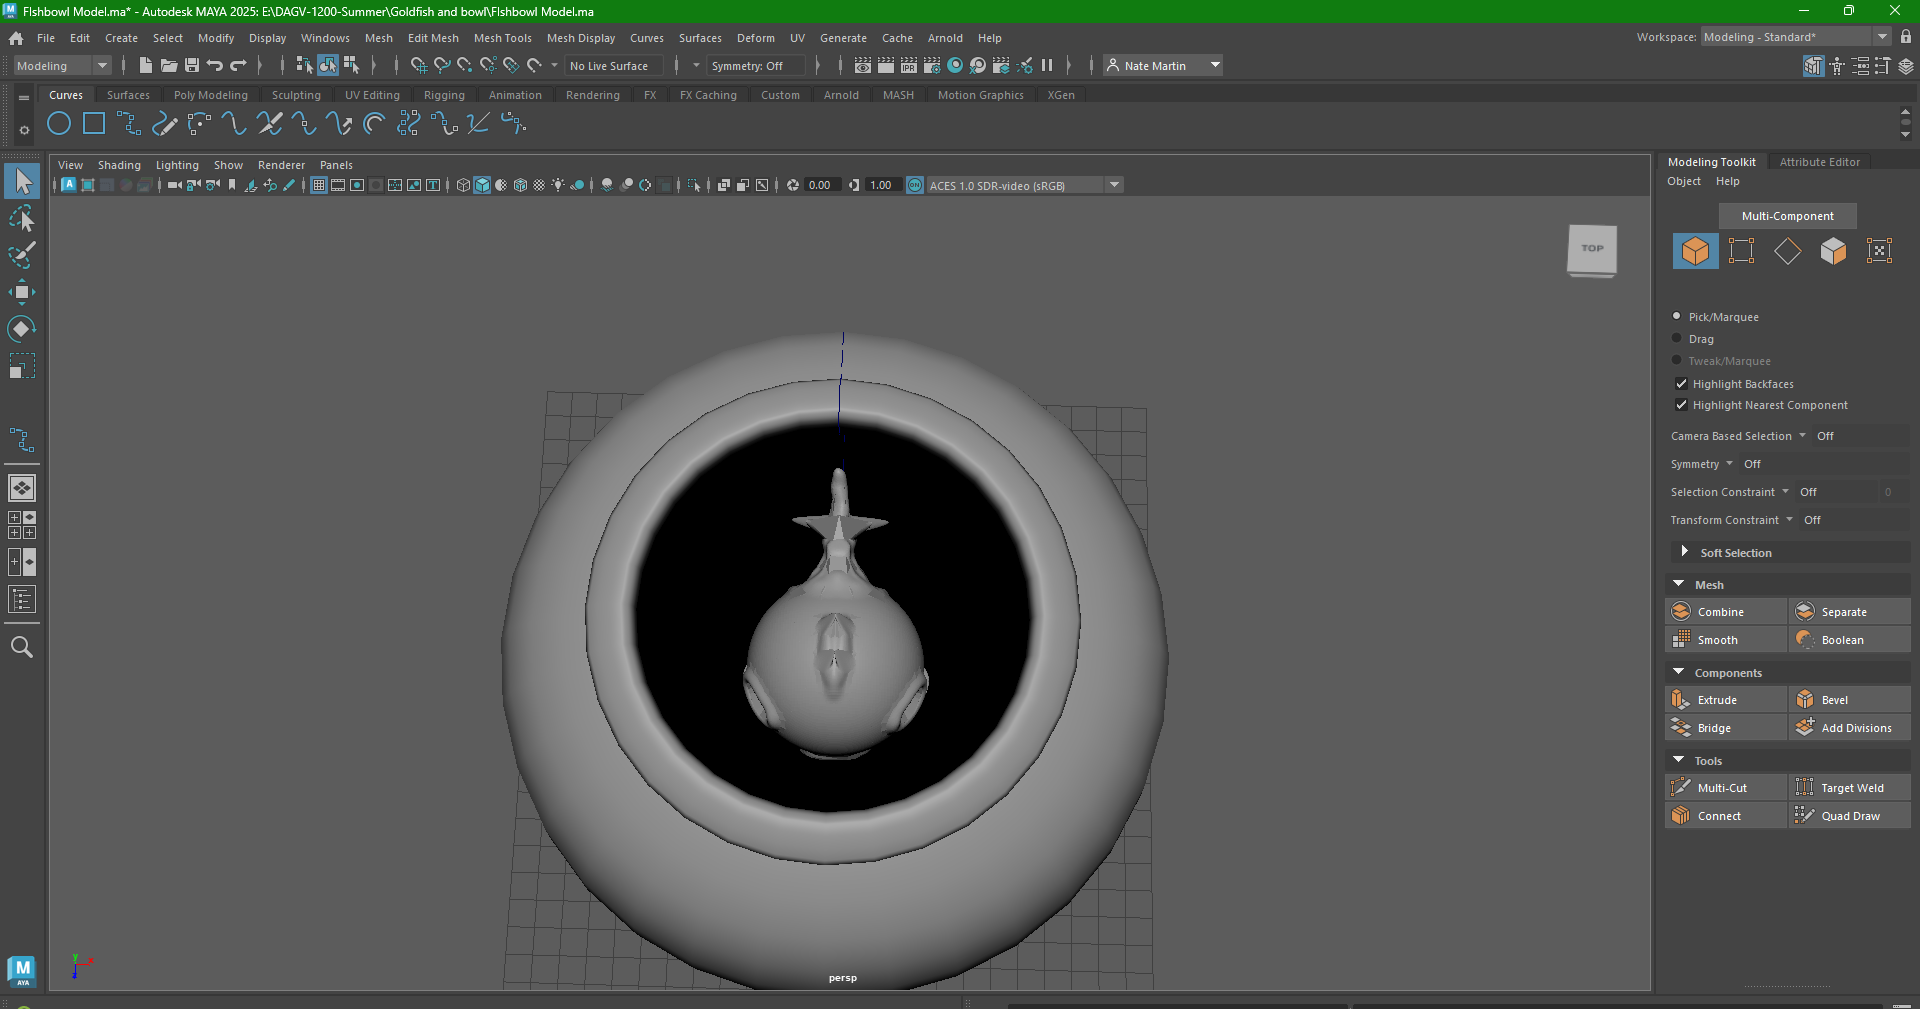 FIshbowl Model.ma* - Autodesk MAYA 2025: E:\DAGV-1200-Summer\Goldfish and bowl\FIshbowl Model.ma
File Edit Create Select Modify Display Windows Mesh Edit Mesh Mesh Tools Mesh Display Curves Surfaces Deform UV Generate Cache Arnold Help
Workspace: Modeling - Standard*
Modeling No Live Surface Symmetry: Off IPR Nate Martin
Curves Surfaces Poly Modeling Sculpting UV Editing Rigging Animation Rendering FX FX Caching Custom Arnold MASH Motion Graphics XGen
View Shading Lighting Show Renderer Panels
0.00 1.00 ON ACES 1.0 SDR-video (sRGB)
TOP
persp
y x z
M
AYA
Modeling Toolkit Attribute Editor
Object Help
Multi-Component
Pick/Marquee
Drag
Tweak/Marquee
Highlight Backfaces
Highlight Nearest Component
Camera Based Selection Off
Symmetry Off
Selection Constraint Off 0
Transform Constraint Off
Soft Selection
Mesh
Combine Separate
Smooth Boolean
Components
Extrude Bevel
Bridge Add Divisions
Tools
Multi-Cut Target Weld
Connect Quad Draw